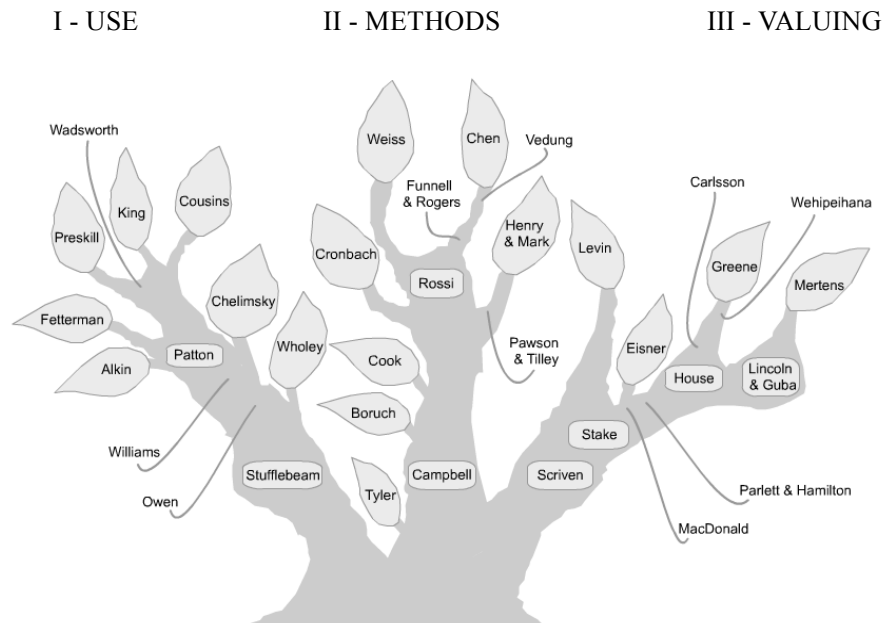 I - USE
II - METHODS
III - VALUING
Wadsworth
King
Cousins
Preskill
Chelimsky
Fetterman
Patton
Wholey
Alkin
Williams
Stufflebeam
Owen
Weiss
Chen
Vedung
Funnell
& Rogers
Henry
& Mark
Cronbach
Rossi
Pawson
& Tilley
Cook
Boruch
Campbell
Tyler
Levin
Carlsson
Wehipeihana
Greene
Mertens
Eisner
House
Lincoln
& Guba
Stake
Scriven
Parlett & Hamilton
MacDonald